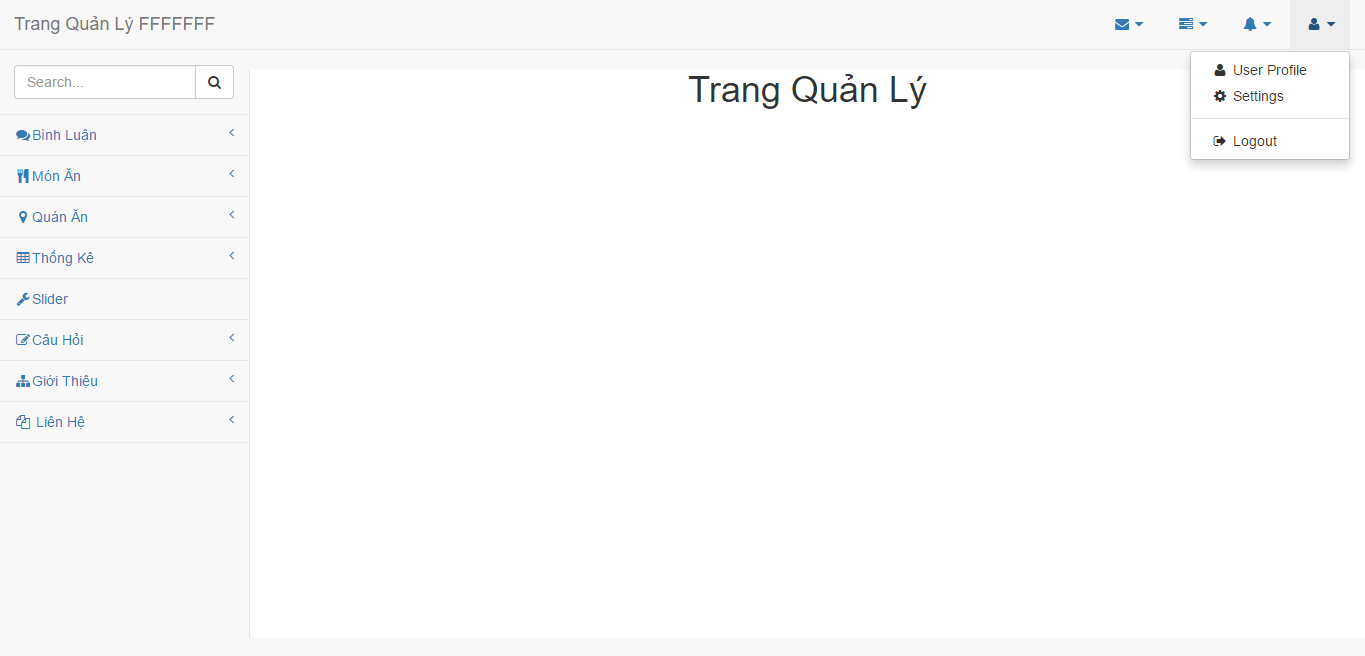 Trang Quản Lý FFFFFFF
Search...
Trang Quản Lý
User Profile
Settings
Logout
Bình Luận
Món Ăn
Quán Ăn
Thống Kê
Slider
Câu Hỏi
Giới Thiệu
Liên Hệ